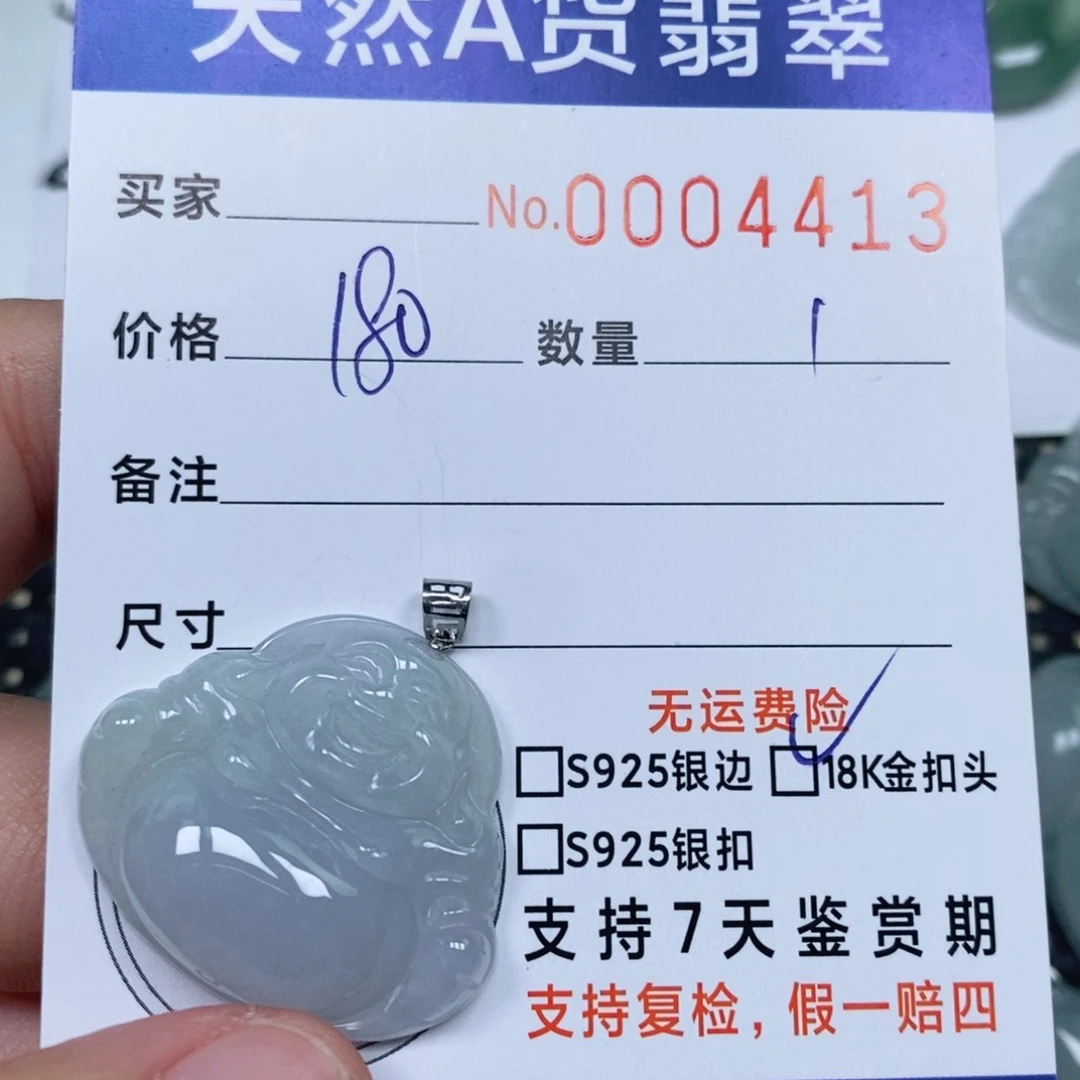 天然A货翡翠
买家 No.0004413
价格 180 数量 1
备注
尺寸
无运费险
□S925银边 □18K金扣头
□S925银扣
支持7天鉴赏期
支持复检，假一赔四